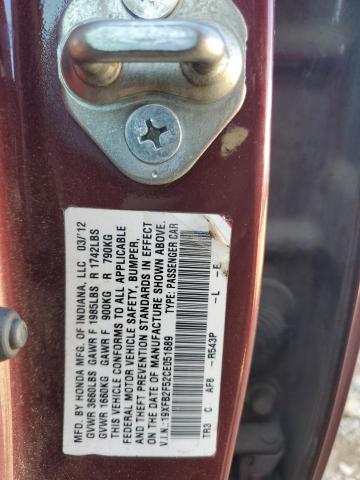 MFD. BY HONDA MFG. OF INDIANA, LLC 03/'12
GVWR 3660LBS GAWR F 1985LBS R 1742LBS
GVWR 1660KG GAWR F 900KG R 790KG
THIS VEHICLE CONFORMS TO ALL APPLICABLE
FEDERAL MOTOR VEHICLE SAFETY, BUMPER,
AND THEFT PREVENTION STANDARDS IN EFFECT
ON THE DATE OF MANUFACTURE SHOWN ABOVE.
V.I.N.: 19XFB2F52CE051689 TYPE: PASSENGER CAR
TR3 C AF8 - R543P -L -E